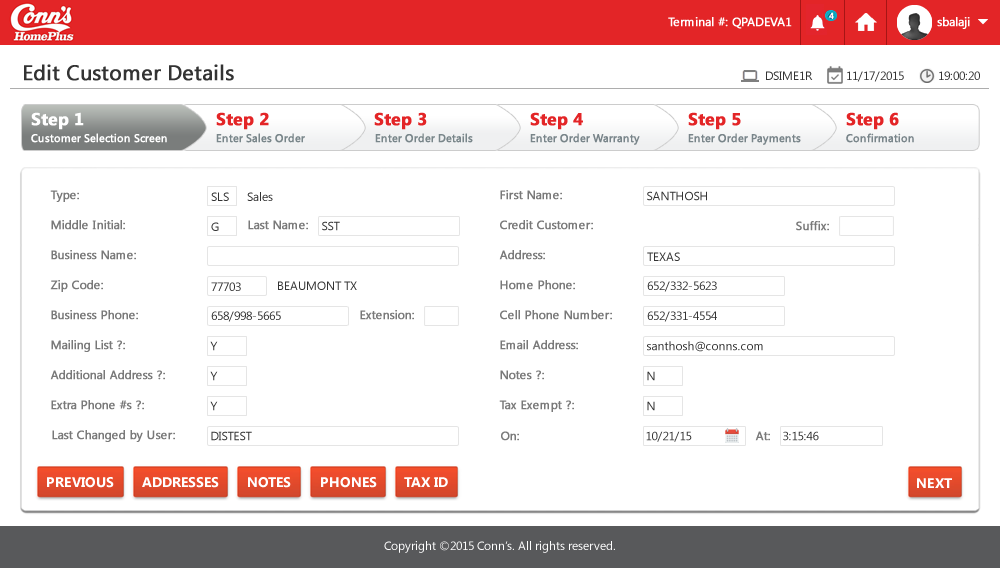 Conn's
HomePlus
Terminal #: QPADEVA1
4
sbalaji
Edit Customer Details
DSIME1R 11/17/2015 19:00:20
Step 1 Step 2 Step 3 Step 4 Step 5 Step 6
Customer Selection Screen Enter Sales Order Enter Order Details Enter Order Warranty Enter Order Payments Confirmation
Type: SLS Sales First Name: SANTHOSH
Middle Initial: G Last Name: SST Credit Customer: Suffix:
Business Name: Address: TEXAS
Zip Code: 77703 BEAUMONT TX Home Phone: 652/332-5623
Business Phone: 658/998-5665 Extension: Cell Phone Number: 652/331-4554
Mailing List ?: Y Email Address: santhosh@conns.com
Additional Address ?: Y Notes ?: N
Extra Phone #s ?: Y Tax Exempt ?: N
Last Changed by User: DISTEST On: 10/21/15 At: 3:15:46
PREVIOUS ADDRESSES NOTES PHONES TAX ID NEXT
Copyright ©2015 Conn's. All rights reserved.